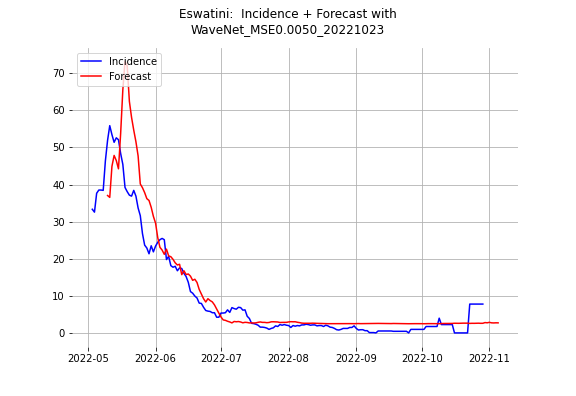 Eswatini:  Incidence + Forecast with
WaveNet_MSE0.0050_20221023
Incidence
Forecast
70
60
50
40
30
20
10
0
2022-05 2022-06 2022-07 2022-08 2022-09 2022-10 2022-11